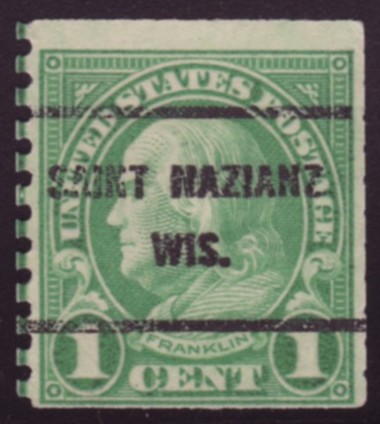 UNITED STATES POSTAGE
SAINT NAZIANZ
WIS.
FRANKLIN
1 CENT 1